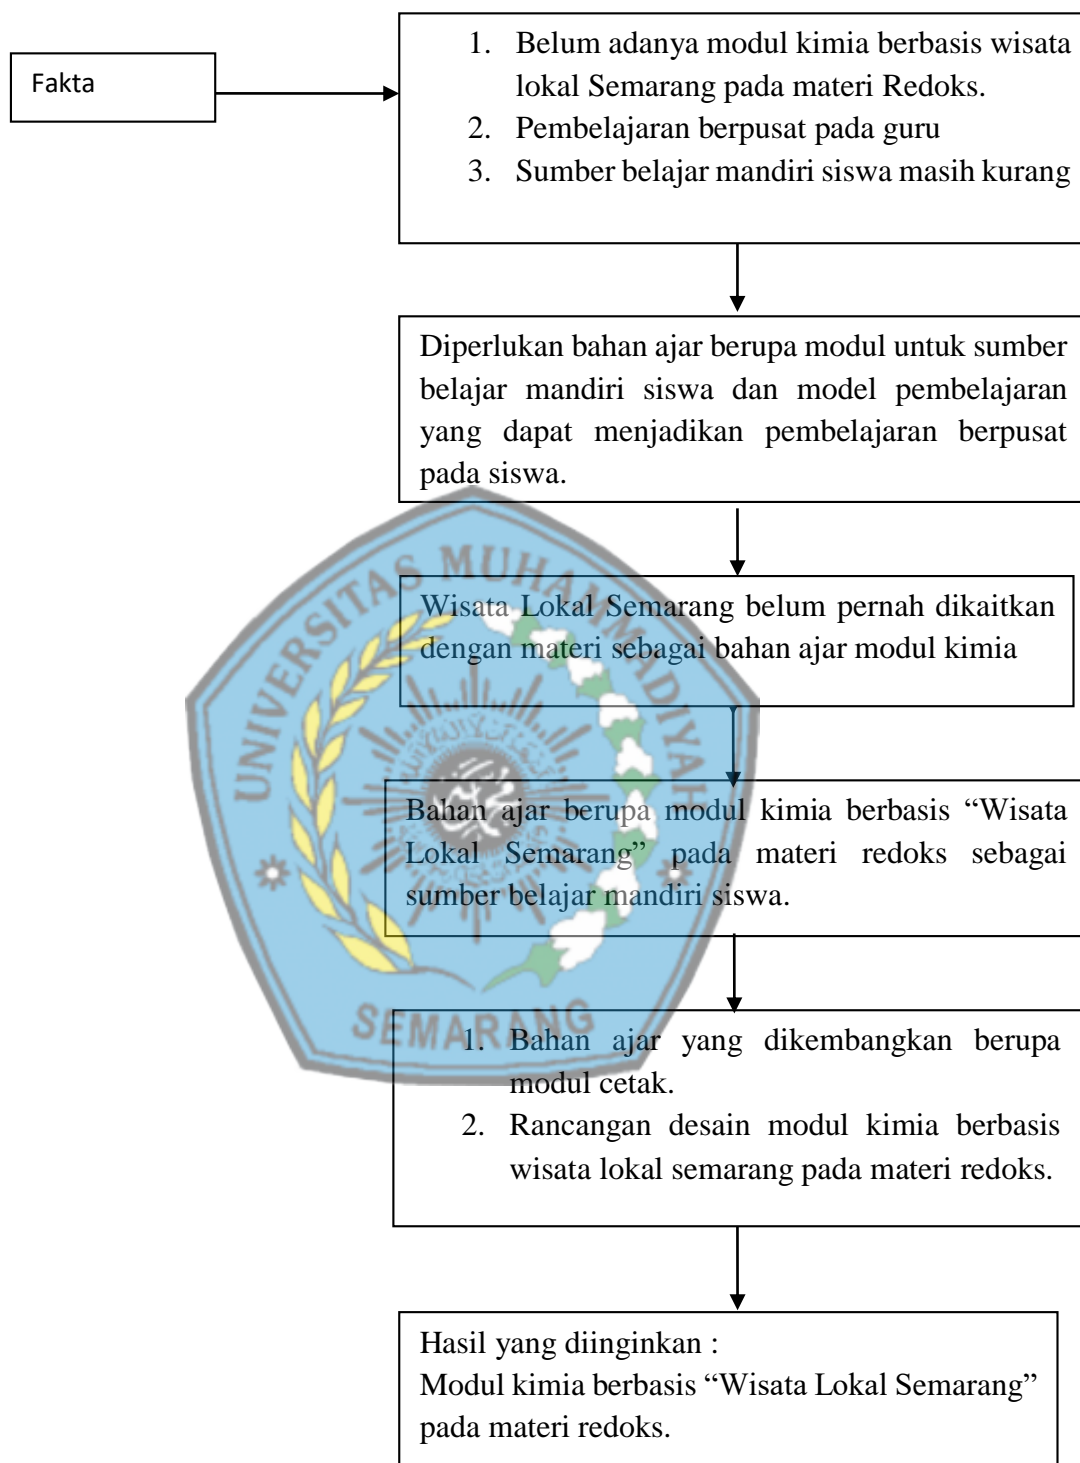 Fakta
1. Belum adanya modul kimia berbasis wisata
lokal Semarang pada materi Redoks.
2. Pembelajaran berpusat pada guru
3. Sumber belajar mandiri siswa masih kurang
Diperlukan bahan ajar berupa modul untuk sumber
belajar mandiri siswa dan model pembelajaran
yang dapat menjadikan pembelajaran berpusat
pada siswa.
UNIVERSITAS MUHAMMADIYAH
Wisata Lokal Semarang belum pernah dikaitkan
dengan materi sebagai bahan ajar modul kimia
Bahan ajar berupa modul kimia berbasis “Wisata
Lokal Semarang” pada materi redoks sebagai
sumber belajar mandiri siswa.
SEMARANG
1. Bahan ajar yang dikembangkan berupa
modul cetak.
2. Rancangan desain modul kimia berbasis
wisata lokal semarang pada materi redoks.
Hasil yang diinginkan :
Modul kimia berbasis “Wisata Lokal Semarang”
pada materi redoks.